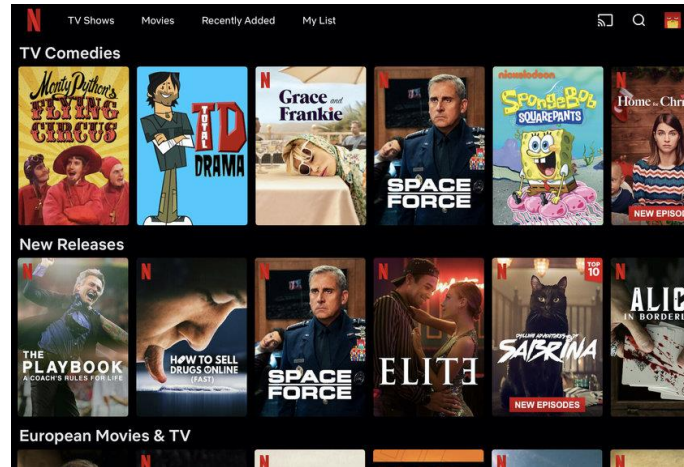 N TV Shows Movies Recently Added My List
TV Comedies
Monty Python's
FLYING
CIRCUS
TOTAL
TD
DRAMA
N
Grace and
Frankie
N
SPACE
FORCE
nickelodeon
SpongeBob
SQUAREPANTS
N
Home for Chri
NEW EPISOD
New Releases
N
THE
PLAYBOOK
A COACH'S RULES FOR LIFE
N
HOW TO SELL
DRUGS ONLINE
(FAST)
N
SPACE
FORCE
N
ELITE
N
TOP
10
CHILLING ADVENTURES OF
SABRINA
NEW EPISODES
N
ALIC
IN BORDERL
European Movies & TV
N
N
N
N